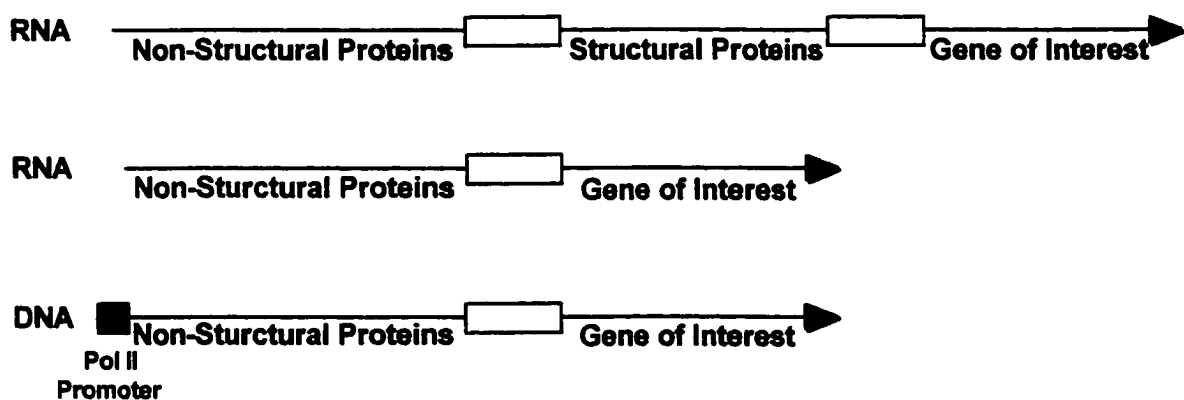 RNA Non-Structural Proteins Structural Proteins Gene of Interest
RNA Non-Sturctural Proteins Gene of Interest
DNA Non-Sturctural Proteins Gene of Interest
Pol II
Promoter